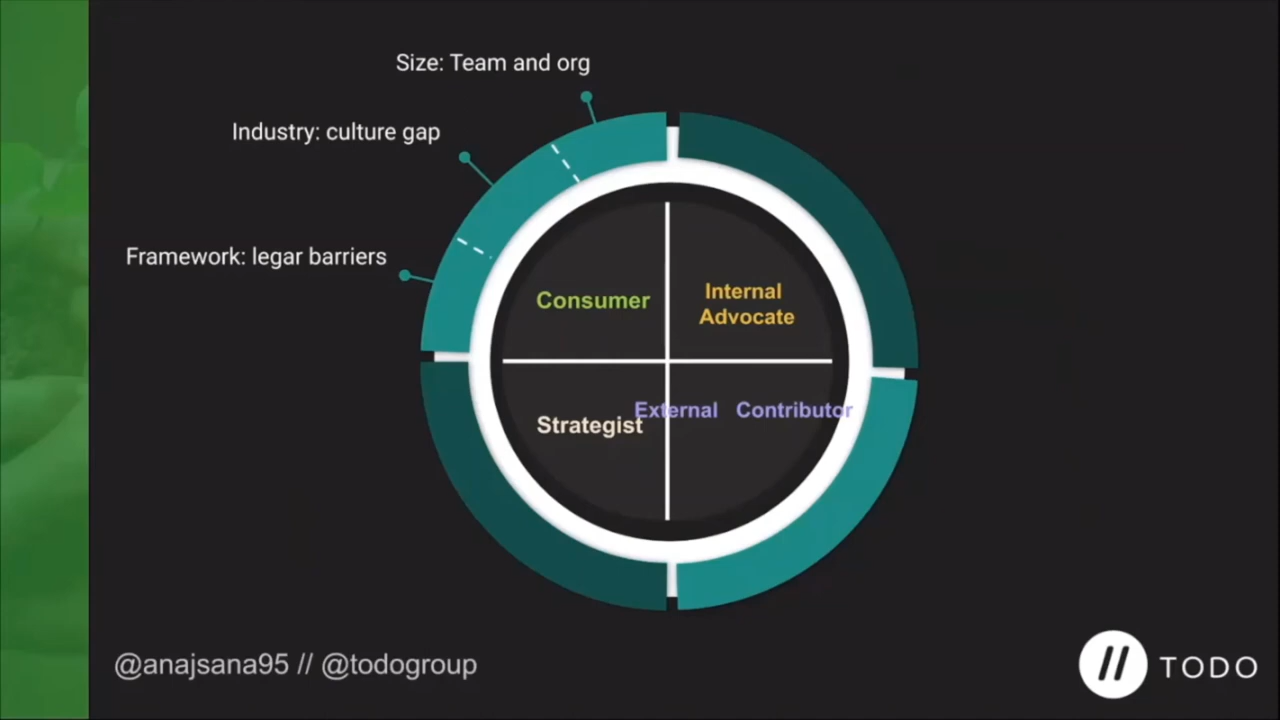 Size: Team and org
Industry: culture gap
Framework: legar barriers
Consumer
Internal
Advocate
Strategist
External Contributor
@anajsana95 // @todogroup
// TODO